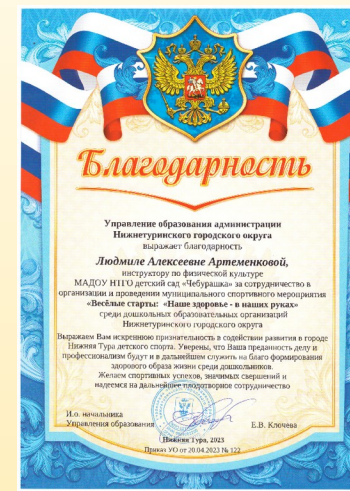 Благодарность
Управление образования администрации
Нижнетуринского городского округа
выражает благодарность
Людмиле Алексеевне Артеменковой,
инструктору по физической культуре
МАДОУ НТГО детский сад «Чебурашка» за сотрудничество в
организации и проведении муниципального спортивного мероприятия
«Весёлые старты: «Наше здоровье - в наших руках»
среди дошкольных образовательных организаций
Нижнетуринского городского округа
Выражаем Вам искреннюю признательность в содействии развития в городе
Нижняя Тура детского спорта. Уверены, что Ваша преданность делу и
профессионализм будут и в дальнейшем служить на благо формирования
здорового образа жизни среди дошкольников.
Желаем спортивных успехов, значимых свершений и
надеемся на дальнейшее плодотворное сотрудничество
И.о. начальника
Управления образования
Е.В. Клочева
Нижняя Тура, 2023
Приказ УО от 20.04.2023 № 122